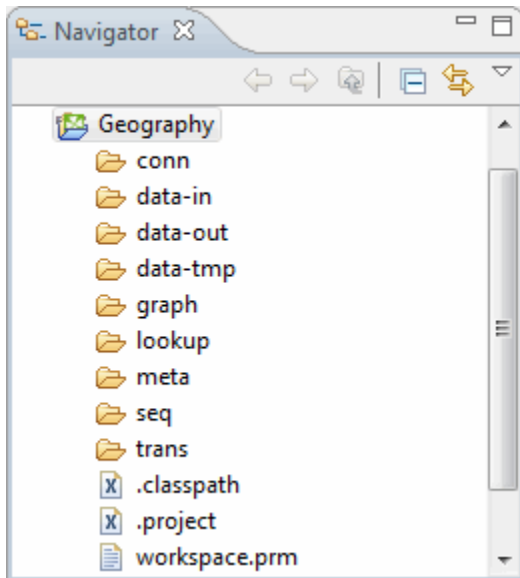 Navigator
Geography
conn
data-in
data-out
data-tmp
graph
lookup
meta
seq
trans
.classpath
.project
workspace.prm